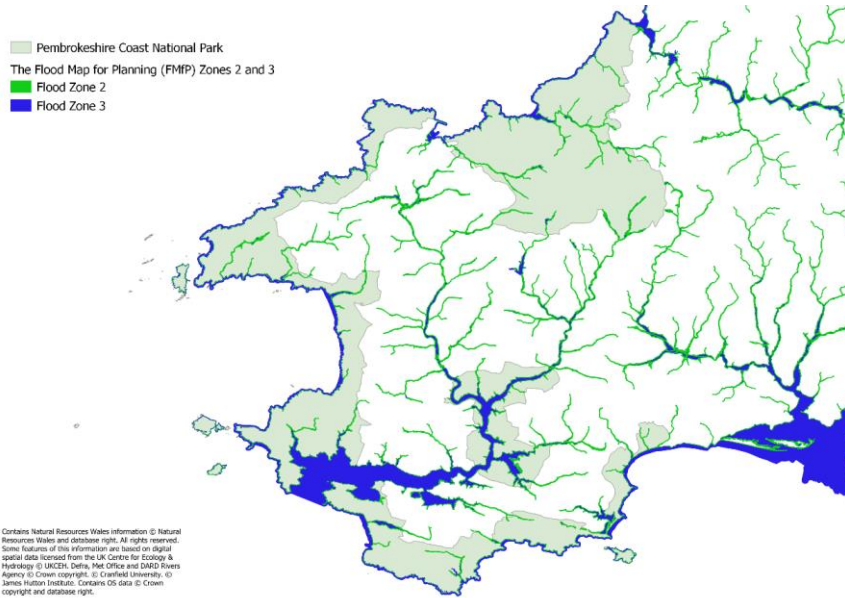 Pembrokeshire Coast National Park
The Flood Map for Planning (FMfP) Zones 2 and 3
Flood Zone 2
Flood Zone 3
Contains Natural Resources Wales information © Natural
Resources Wales and database right. All rights reserved.
Some features of this information are based on digital
spatial data licensed from the UK Centre for Ecology &
Hydrology © UKCEH. Defra, Met Office and DARD Rivers
Agency © Crown copyright. © Cranfield University. ©
James Hutton Institute. Contains OS data © Crown
copyright and database right.